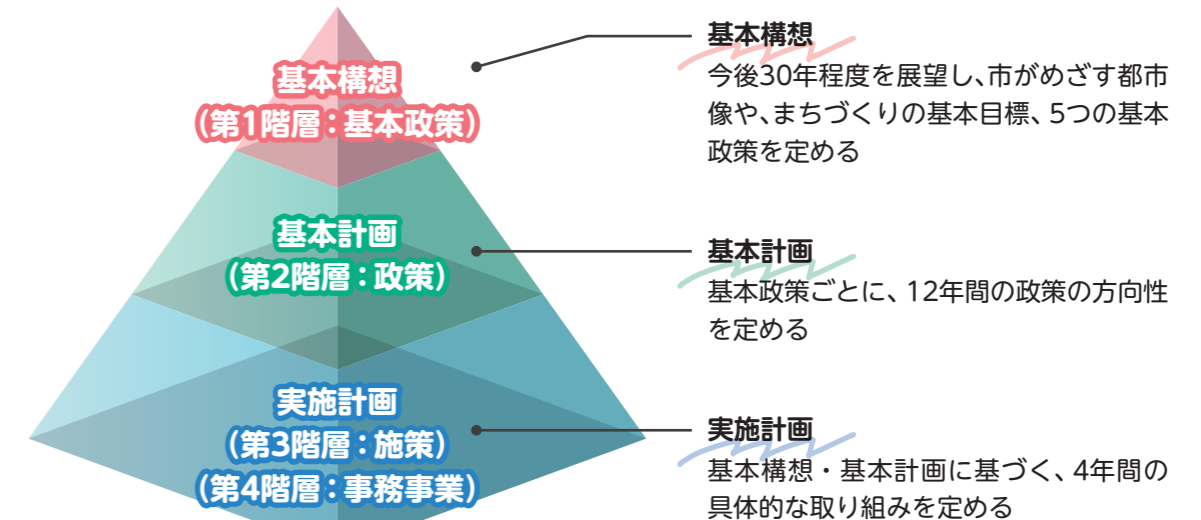 基本構想
(第1階層：基本政策)
基本計画
(第2階層：政策)
実施計画
(第3階層：施策)
(第4階層：事務事業)
基本構想
今後30年程度を展望し、市がめざす都市
像や、まちづくりの基本目標、5つの基本
政策を定める
基本計画
基本政策ごとに、12年間の政策の方向性
を定める
実施計画
基本構想・基本計画に基づく、4年間の
具体的な取り組みを定める